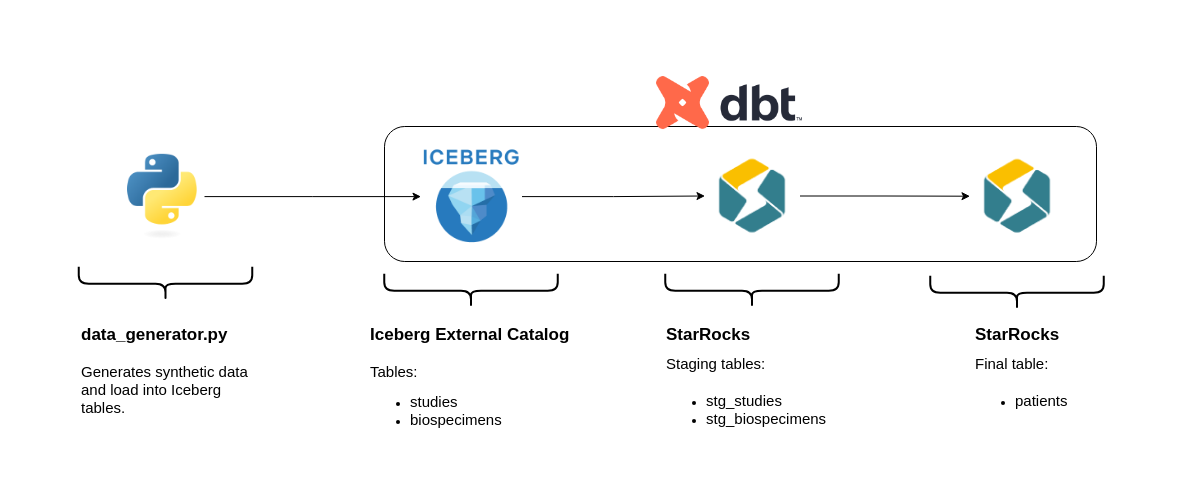 dbt
ICEBERG
data_generator.py
Generates synthetic data
and load into Iceberg
tables.
Iceberg External Catalog
Tables:
studies
biospecimens
StarRocks
Staging tables:
stg_studies
stg_biospecimens
StarRocks
Final table:
patients